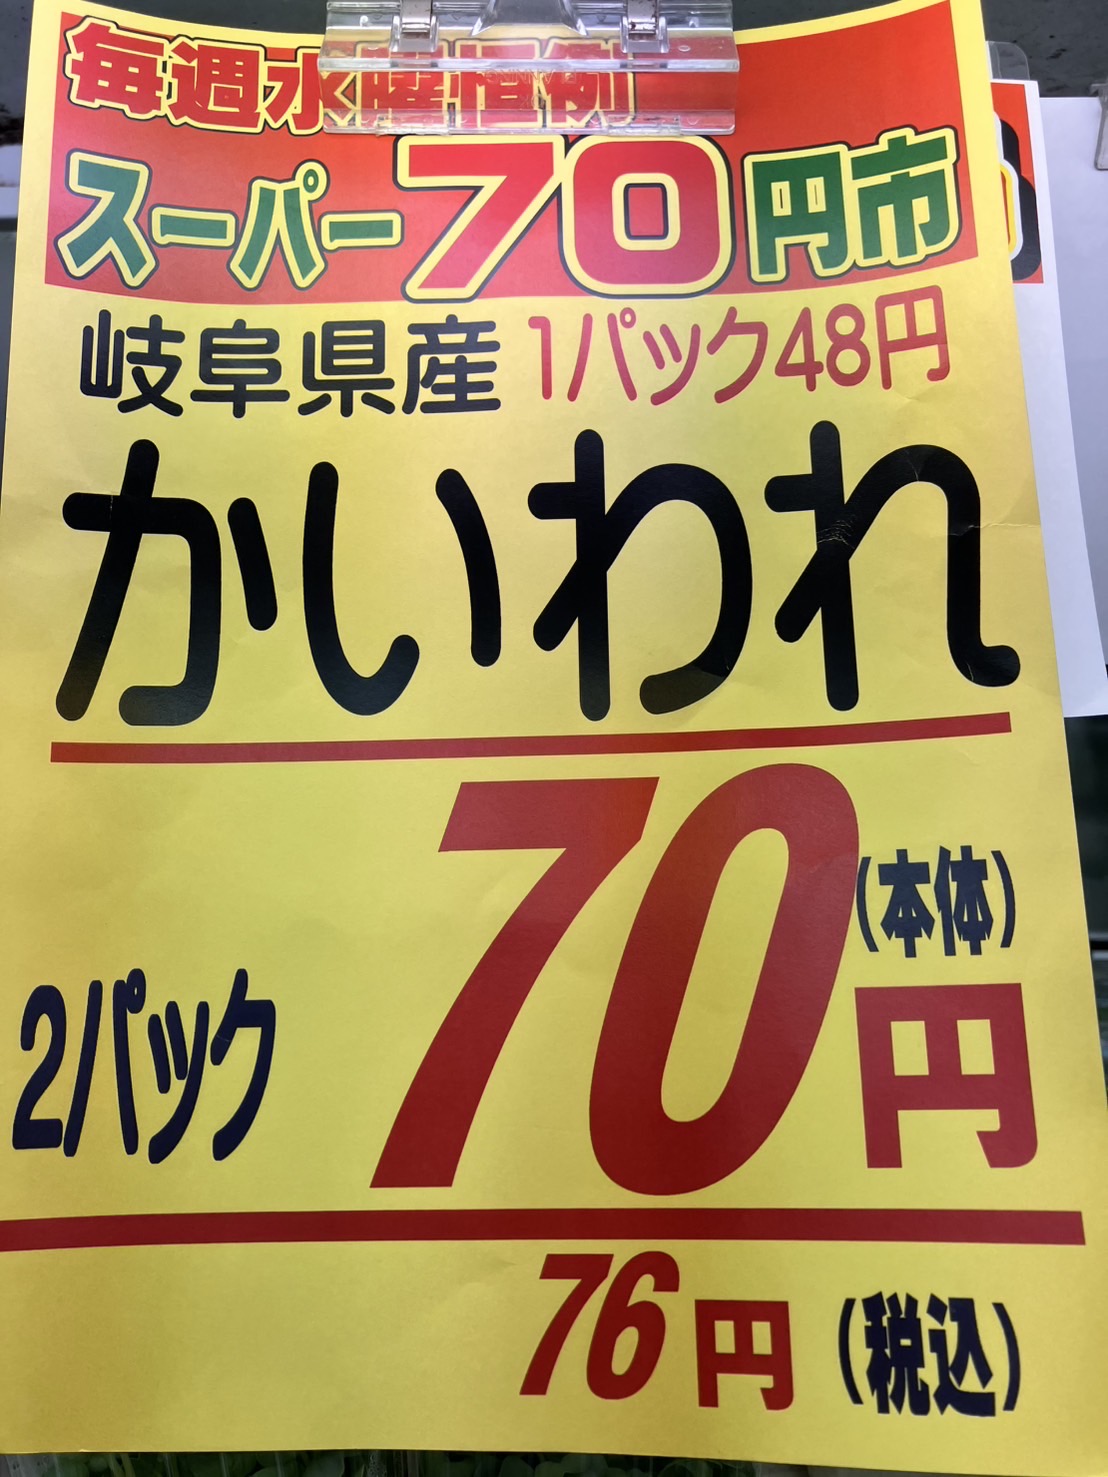 毎週水曜恒例
スーパー70円市
岐阜県産 1パック48円
かいわれ
2パック 70円(本体)
76円(税込)